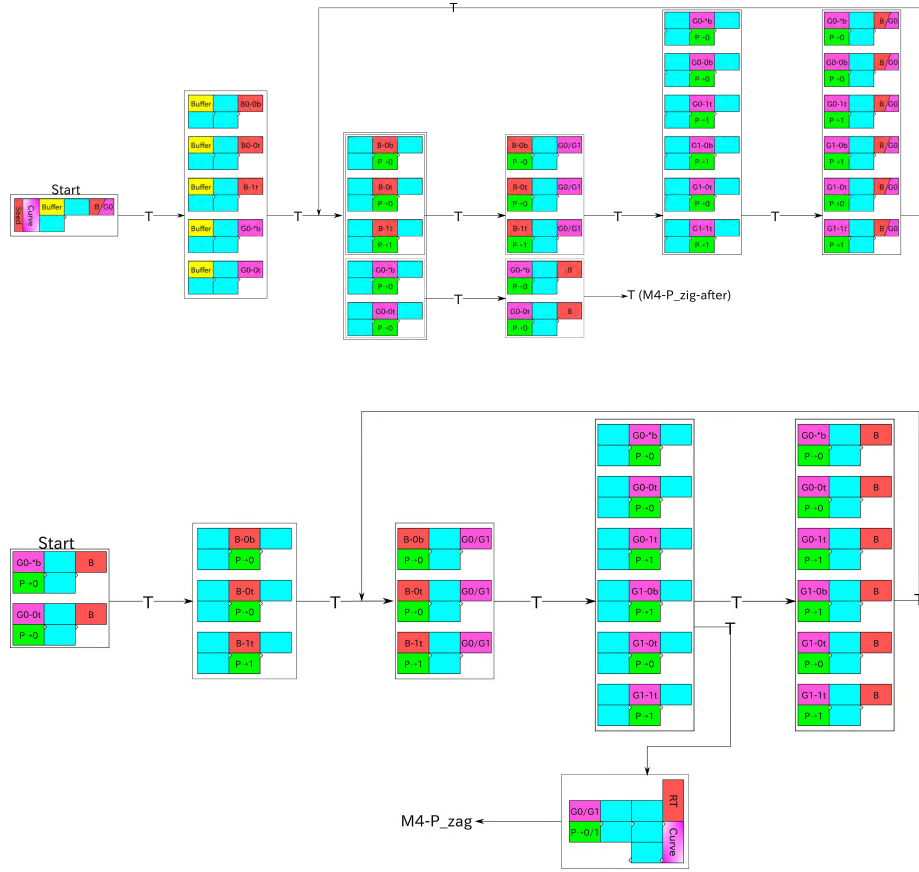 T
Start
Seed
Curve
Buffer
B/G0
T
Buffer
B0-0b
Buffer
B0-0t
Buffer
B-1t
Buffer
G0-*b
Buffer
G0-0t
T
B-0b
P→0
B-0t
P→0
B-1t
P→1
G0-*b
P→0
G0-0t
P→0
T
T
B-0b G0/G1
P→0
B-0t G0/G1
P→0
B-1t G0/G1
P→1
G0-*b B
P→0
G0-0t B
P→0
T (M4-P_zig-after)
T
G0-*b
P→0
G0-0b
P→0
G0-1t
P→1
G1-0b
P→1
G1-0t
P→0
G1-1t
P→1
T
G0-*b B/G0
P→0
G0-0b B/G0
P→0
G0-1t B/G0
P→1
G1-0b B/G0
P→1
G1-0t B/G0
P→0
G1-1t B/G0
P→1
Start
G0-*b B
P→0
G0-0t B
P→0
T
B-0b
P→0
B-0t
P→0
B-1t
P→1
T
B-0b G0/G1
P→0
B-0t G0/G1
P→0
B-1t G0/G1
P→1
T
G0-*b
P→0
G0-0t
P→0
G0-1t
P→1
G1-0b
P→1
G1-0t
P→0
G1-1t
P→1
T
T
G0-*b B
P→0
G0-0t B
P→0
G0-1t B
P→1
G1-0b B
P→1
G1-0t B
P→0
G1-1t B
P→1
T
RT
G0/G1
P→0/1
Curve
M4-P_zag